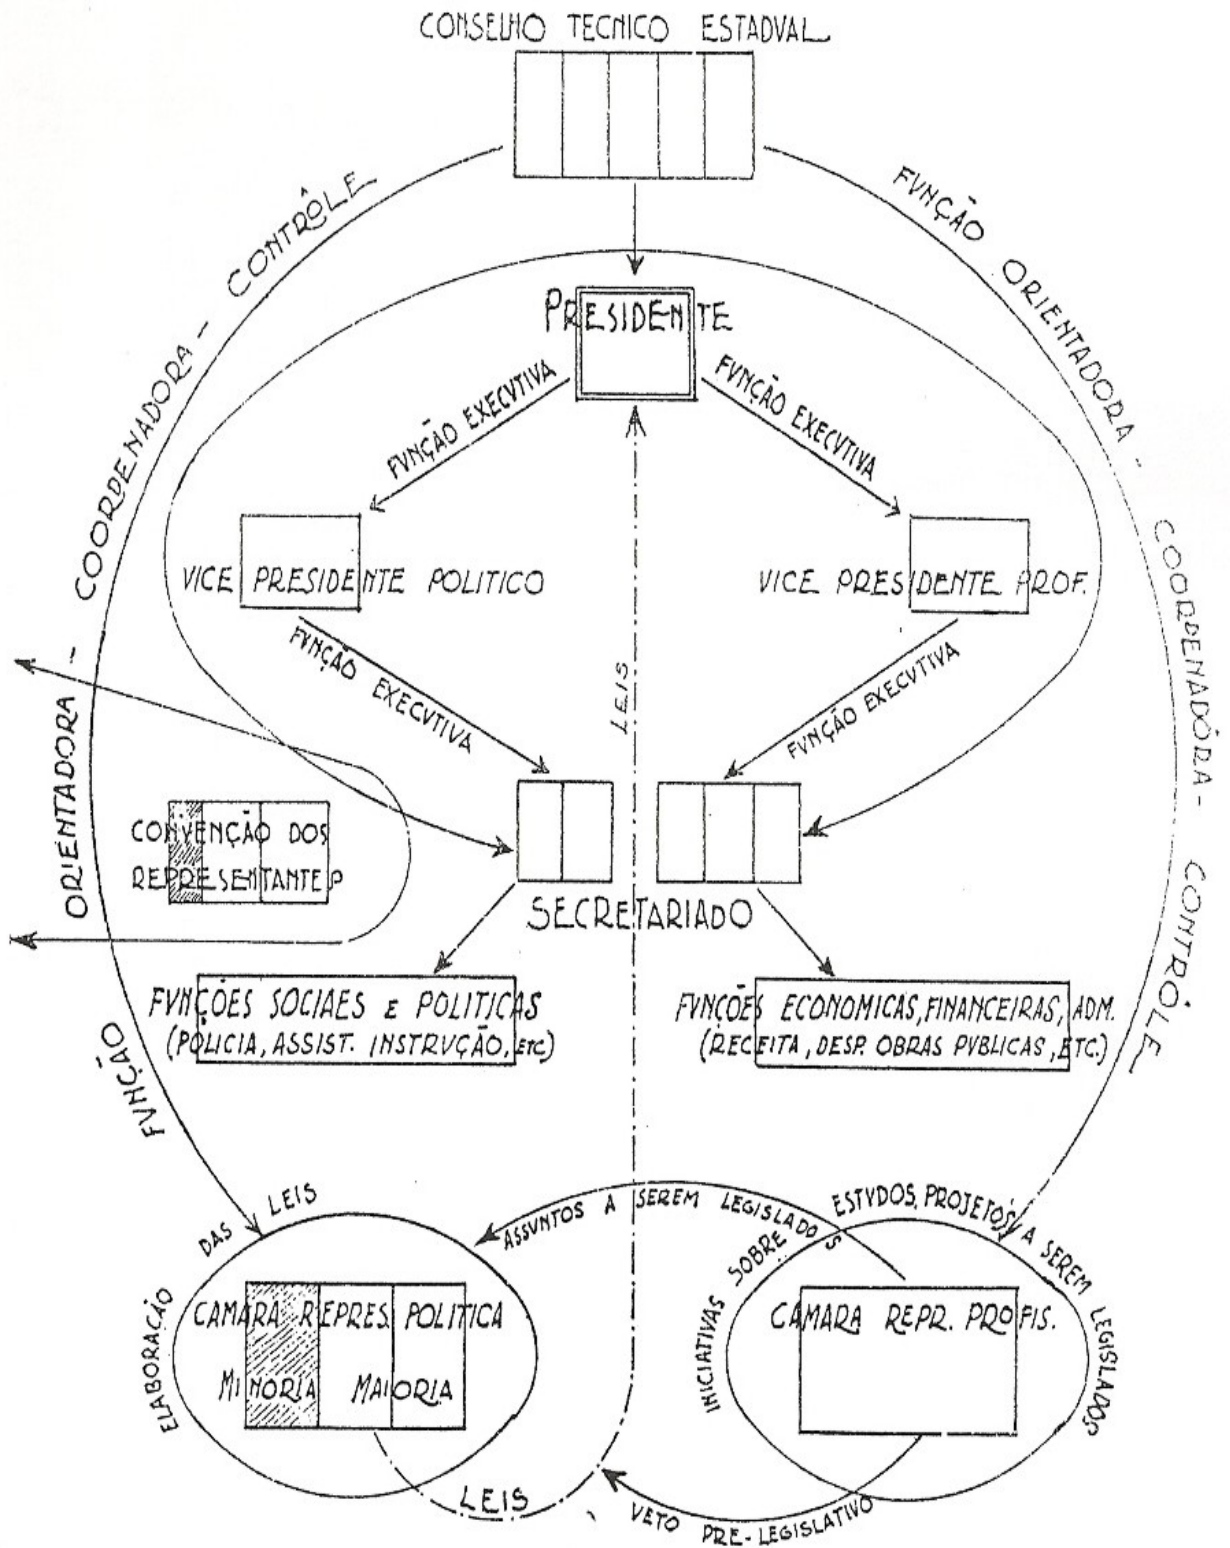 CONSELHO TECNICO ESTADVAL
FVNÇÃO ORIENTADORA - COORDENADORA - CONTRÔLE
FVNÇÃO ORIENTADORA - COORDENADÓRA - CONTRÓLE
PRESIDENTE
FVNÇÃO EXECVTIVA
FVNÇÃO EXECVTIVA
VICE PRESIDENTE POLITICO
VICE PRESIDENTE PROF.
FVNÇÃO EXECVTIVA
FVNÇÃO EXECVTIVA
LEIS
CONVENÇÃO DOS
REPRESENTANTEP
SECRETARIADO
FVNÇÕES SOCIAES E POLITICAS
(POLICIA, ASSIST. INSTRVÇÃO, ETC)
FVNÇÕES ECONOMICAS, FINANCEIRAS, ADM.
(RECEITA, DESP. OBRAS PVBLICAS, ETC.)
ELABORAÇÃO DAS LEIS
ASSVNTOS A SEREM LEGISLADOS
INICIATIVAS SOBRE ESTVDOS, PROJETOS A SEREM LEGISLADOS
CAMARA REPRES. POLITICA
MINORIA MAIORIA
CAMARA REPR. PROFIS.
LEIS
VETO PRE-LEGISLATIVO